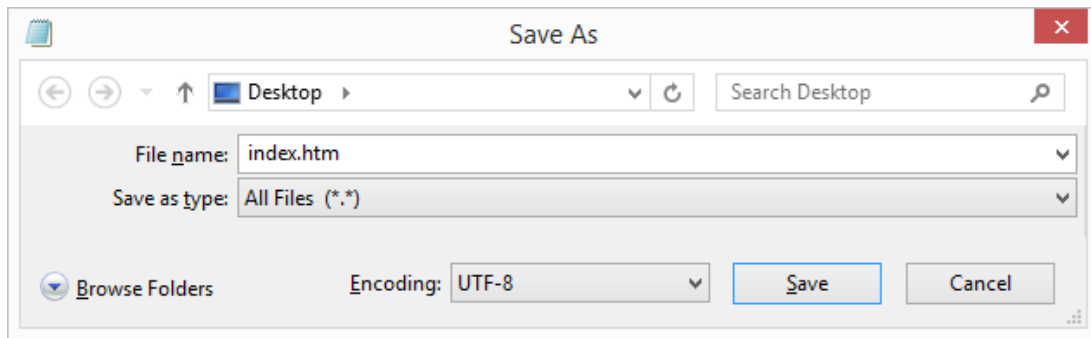 Save As
Desktop
Search Desktop
File name: index.htm
Save as type: All Files (*.*)
Browse Folders
Encoding: UTF-8
Save
Cancel